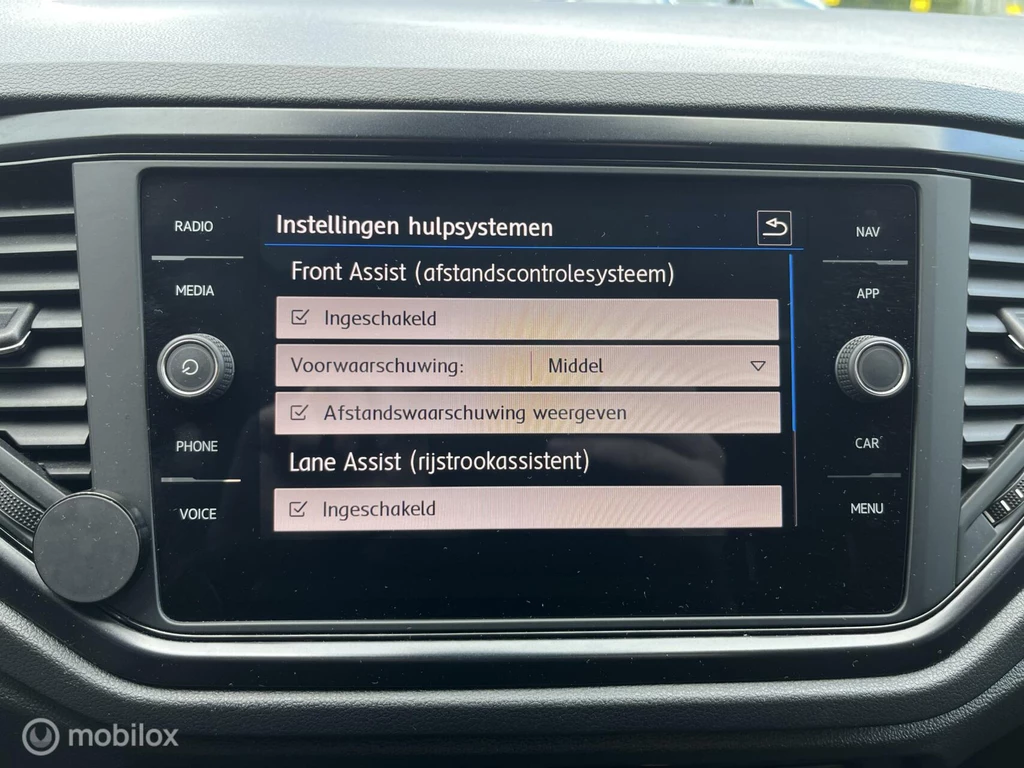 RADIO
MEDIA
PHONE
VOICE
Instellingen hulpsystemen
Front Assist (afstandscontrolesysteem)
Ingeschakeld
Voorwaarschuwing: Middel
Afstandswaarschuwing weergeven
Lane Assist (rijstrookassistent)
Ingeschakeld
NAV
APP
CAR
MENU
mobilox